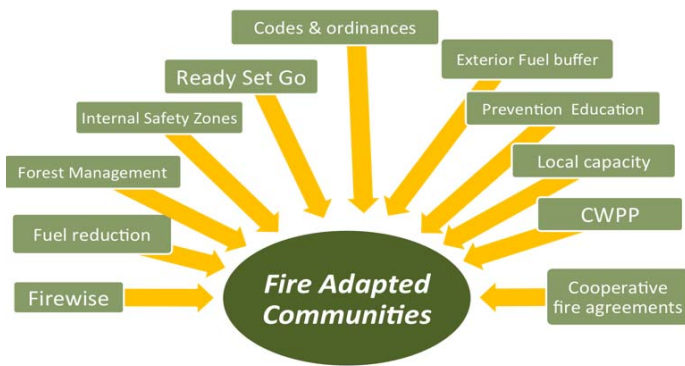 Codes & ordinances
Exterior Fuel buffer
Ready Set Go
Prevention Education
Internal Safety Zones
Local capacity
Forest Management
CWPP
Fuel reduction
Fire Adapted
Communities
Firewise
Cooperative
fire agreements